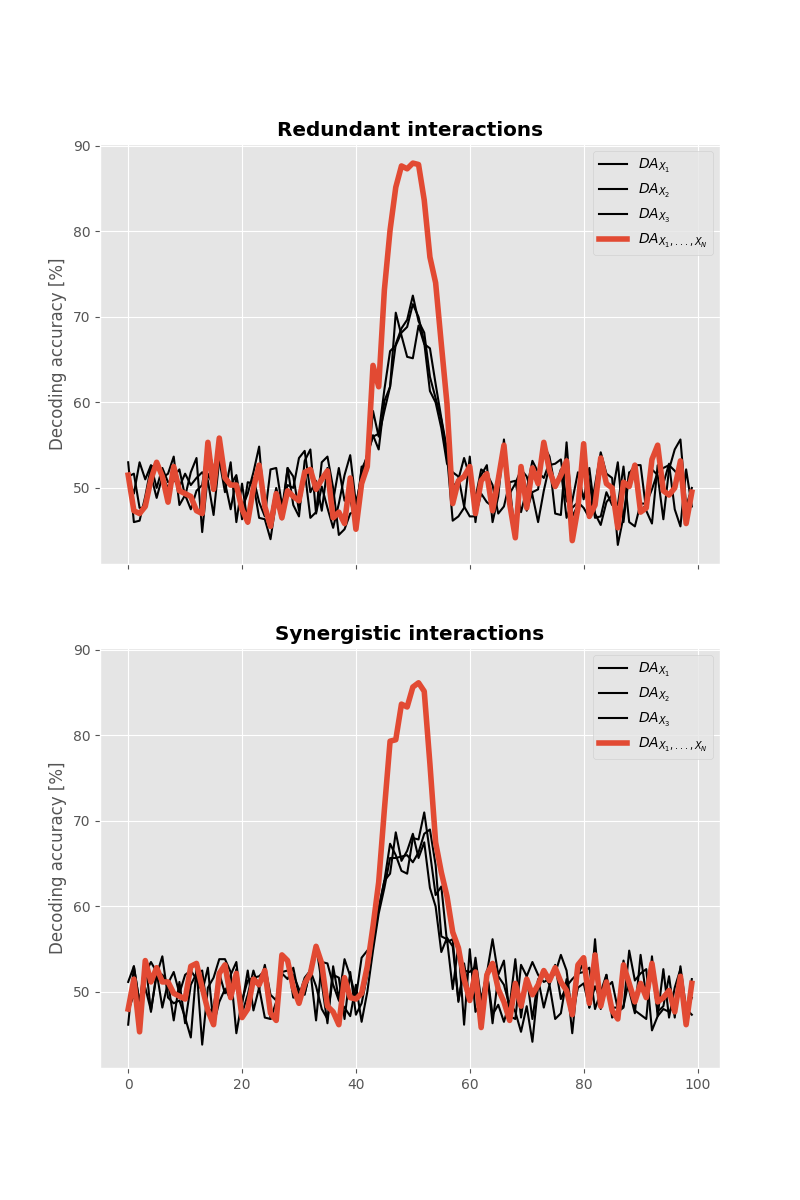 Redundant interactions
90
80
70
60
50
Decoding accuracy [%]
DA_{X_1}
DA_{X_2}
DA_{X_3}
DA_{X_1,...,X_N}
Synergistic interactions
90
80
70
60
50
Decoding accuracy [%]
DA_{X_1}
DA_{X_2}
DA_{X_3}
DA_{X_1,...,X_N}
0 20 40 60 80 100